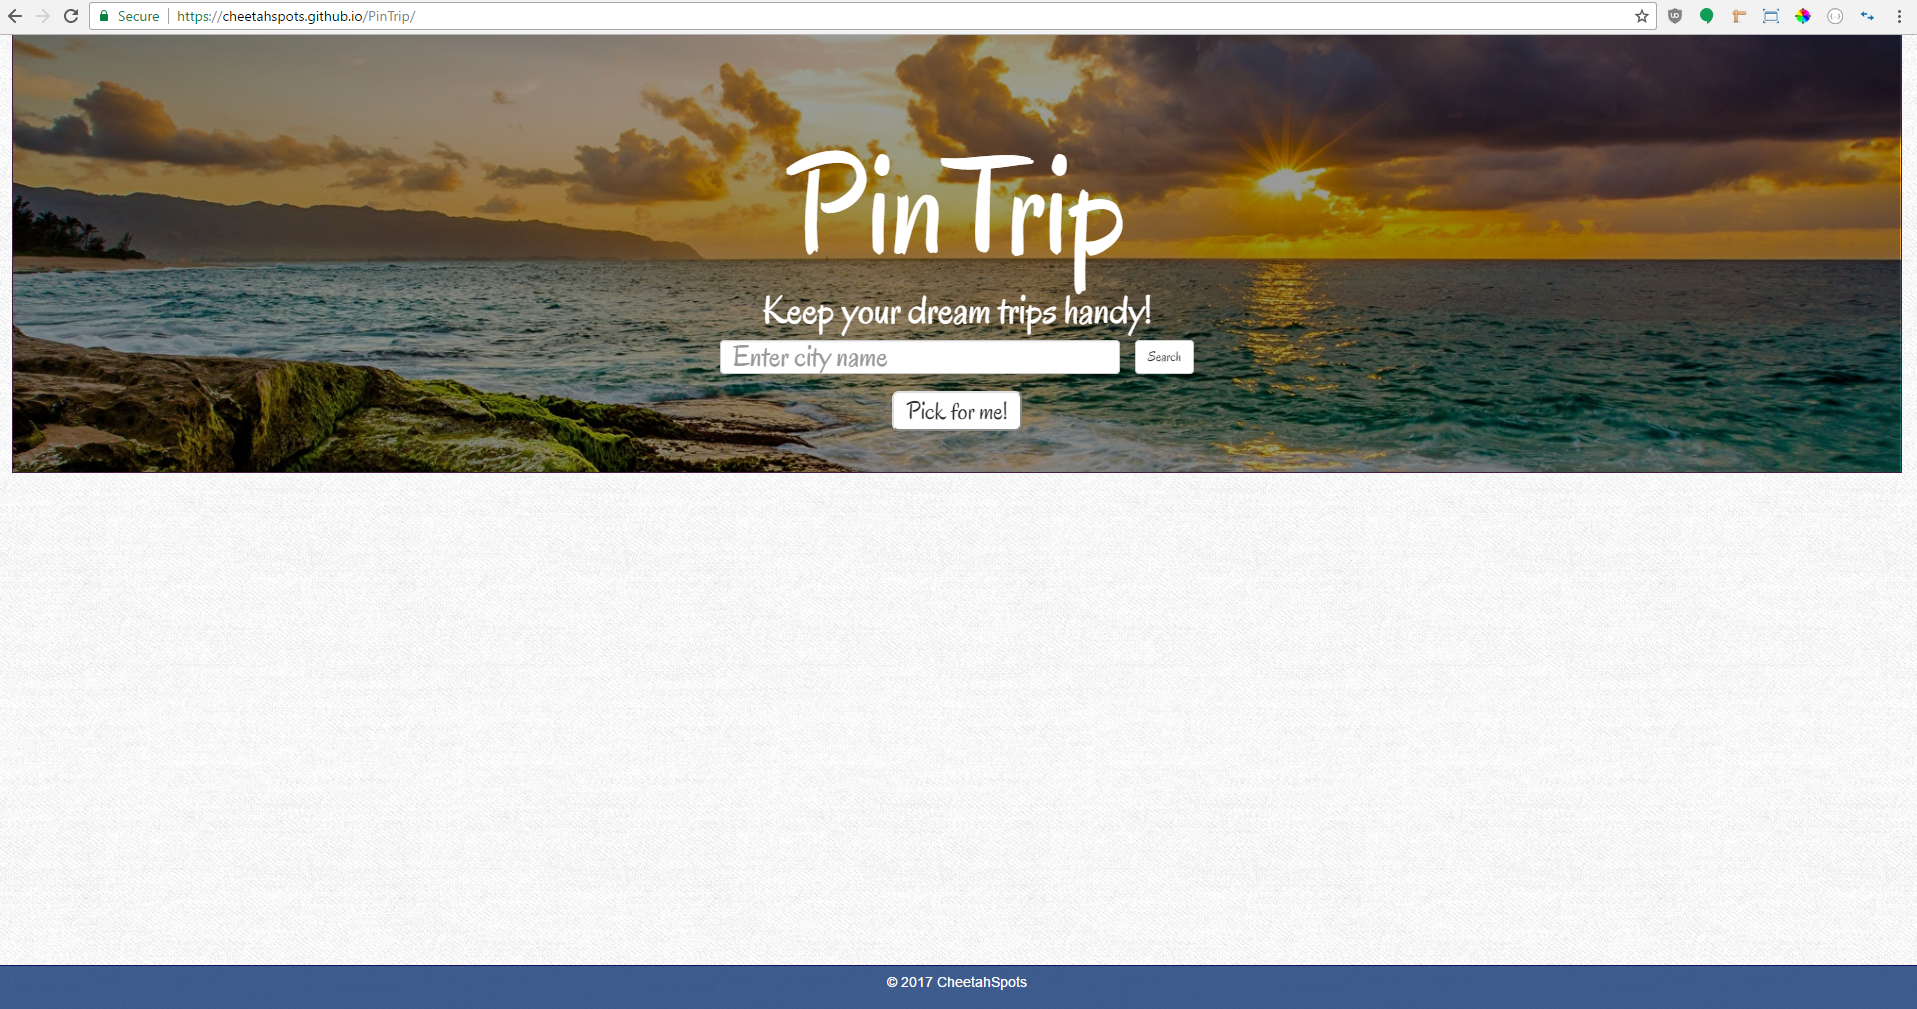 Secure https://cheetahspots.github.io/PinTrip/
PinTrip
Keep your dream trips handy!
Enter city name Search
Pick for me!
© 2017 CheetahSpots